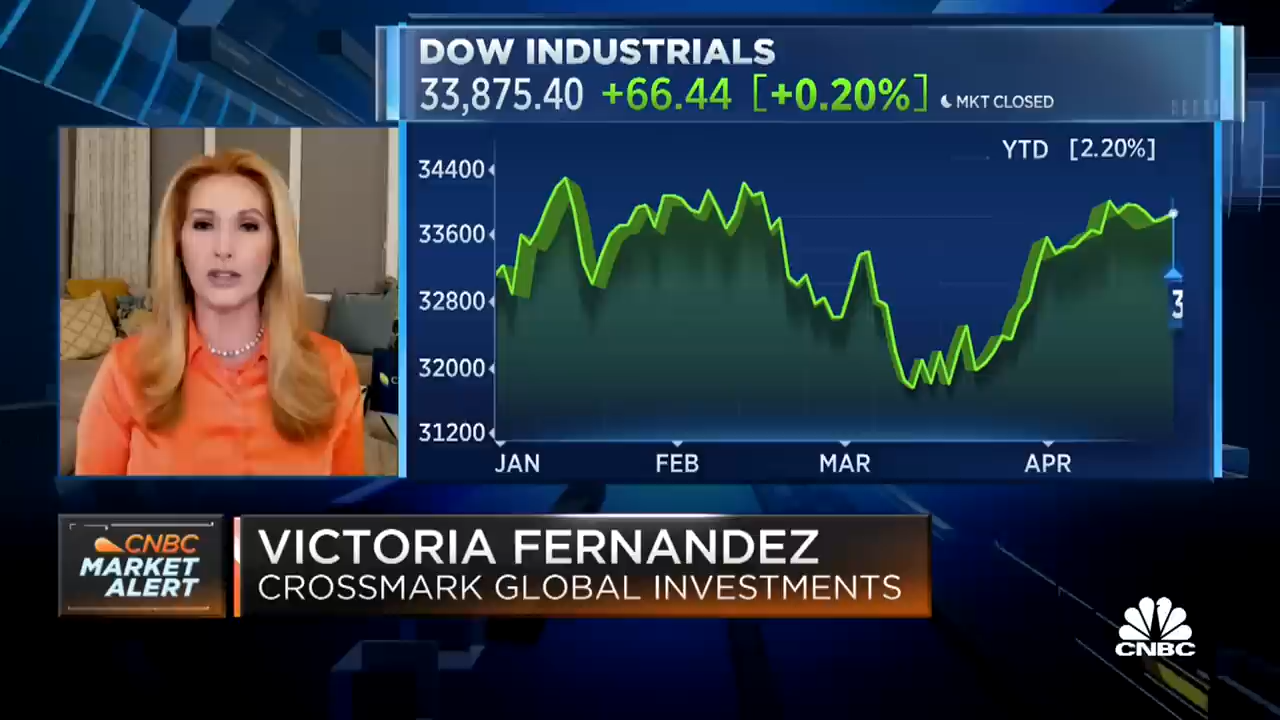 DOW INDUSTRIALS
33,875.40 +66.44 [+0.20%] MKT CLOSED
YTD [2.20%]
34400
33600
32800
32000
31200
3
JAN FEB MAR APR
CNBC
MARKET
ALERT
VICTORIA FERNANDEZ
CROSSMARK GLOBAL INVESTMENTS
CNBC